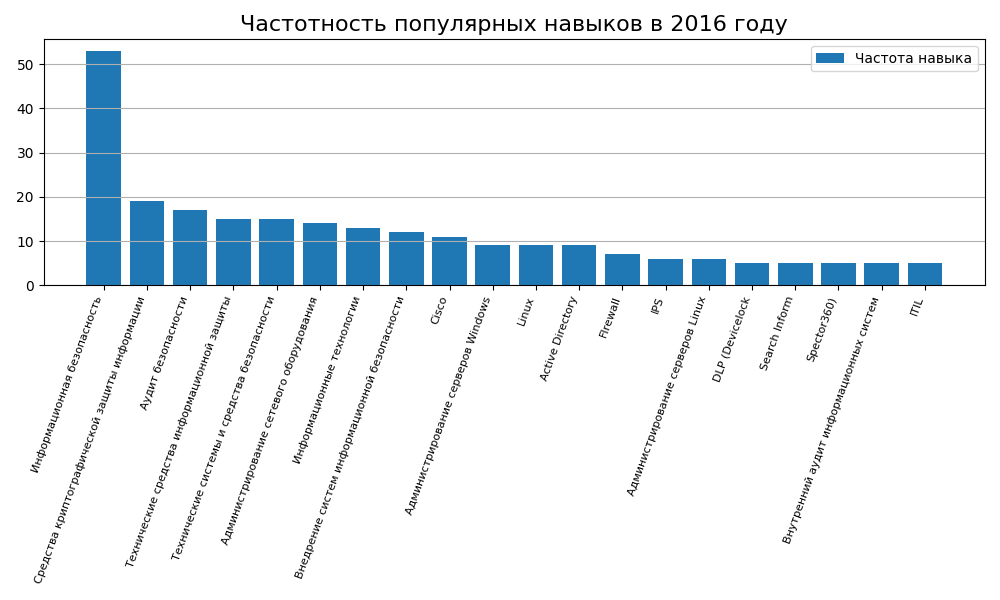 Частотность популярных навыков в 2016 году
Частота навыка
50
40
30
20
10
0
Информационная безопасность
Средства криптографической защиты информации
Аудит безопасности
Технические средства информационной защиты
Технические системы и средства безопасности
Администрирование сетевого оборудования
Информационные технологии
Внедрение систем информационной безопасности
Cisco
Администрирование серверов Windows
Linux
Active Directory
Firewall
IPS
Администрирование серверов Linux
DLP (Devicelock
Search Inform
Spector360)
Внутренний аудит информационных систем
ITIL